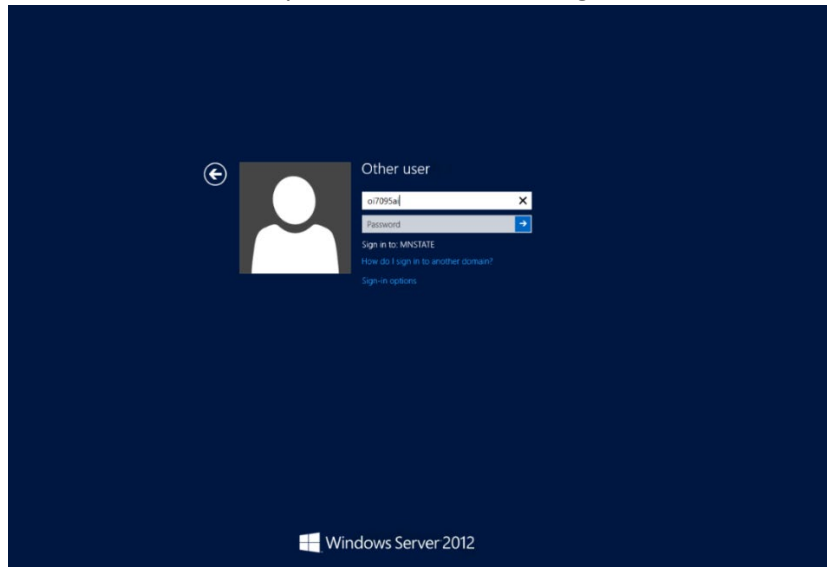 Other user
oi7095ai
Password
Sign in to: MNSTATE
How do I sign in to another domain?
Sign-in options
Windows Server 2012